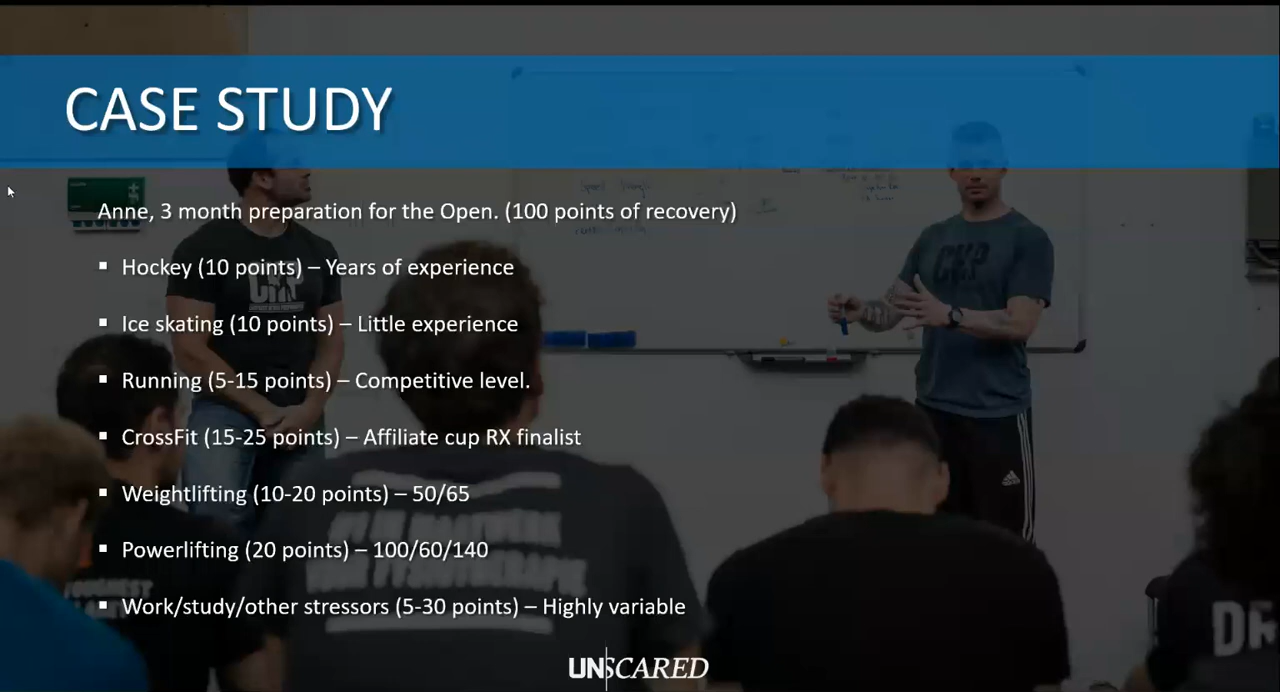 CASE STUDY
Anne, 3 month preparation for the Open. (100 points of recovery)
▪ Hockey (10 points) – Years of experience
▪ Ice skating (10 points) – Little experience
▪ Running (5-15 points) – Competitive level.
▪ CrossFit (15-25 points) – Affiliate cup RX finalist
▪ Weightlifting (10-20 points) – 50/65
▪ Powerlifting (20 points) – 100/60/140
▪ Work/study/other stressors (5-30 points) – Highly variable
UNSCARED